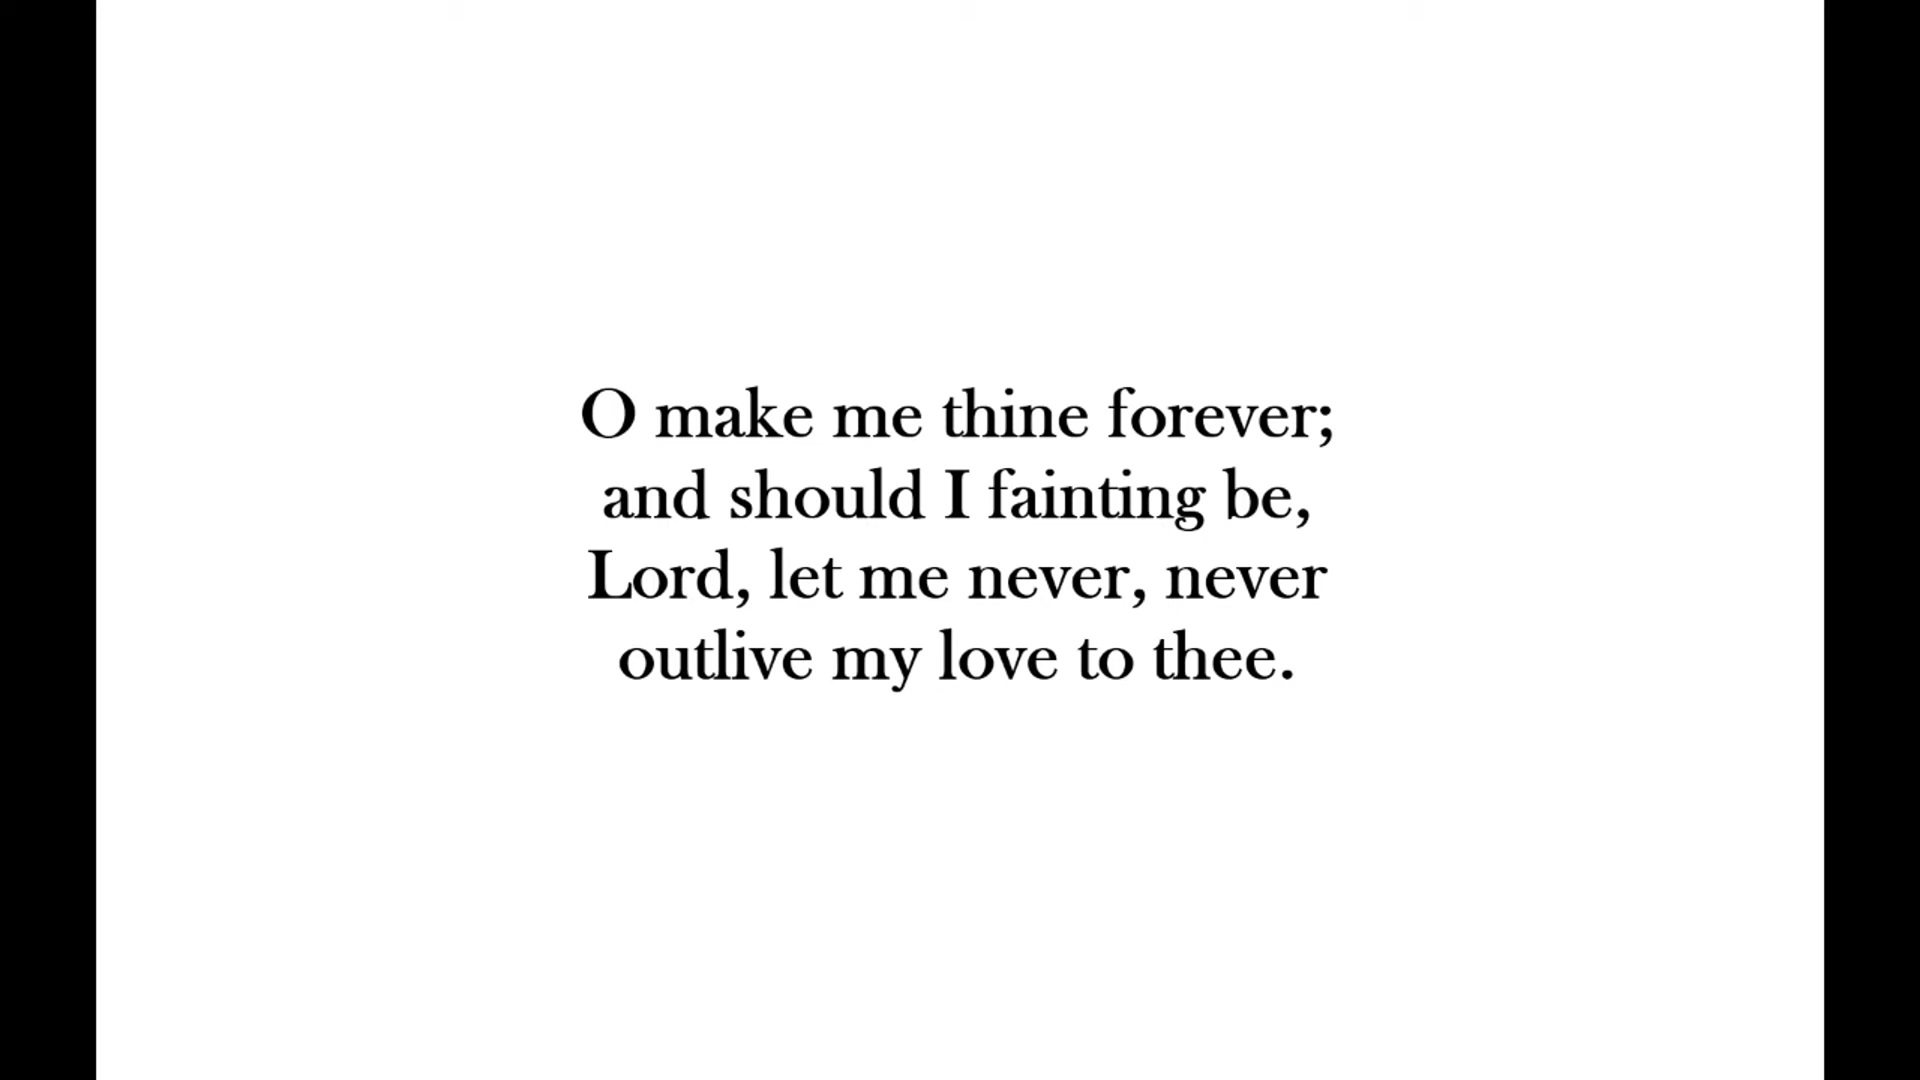 O make me thine forever;
and should I fainting be,
Lord, let me never, never
outlive my love to thee.